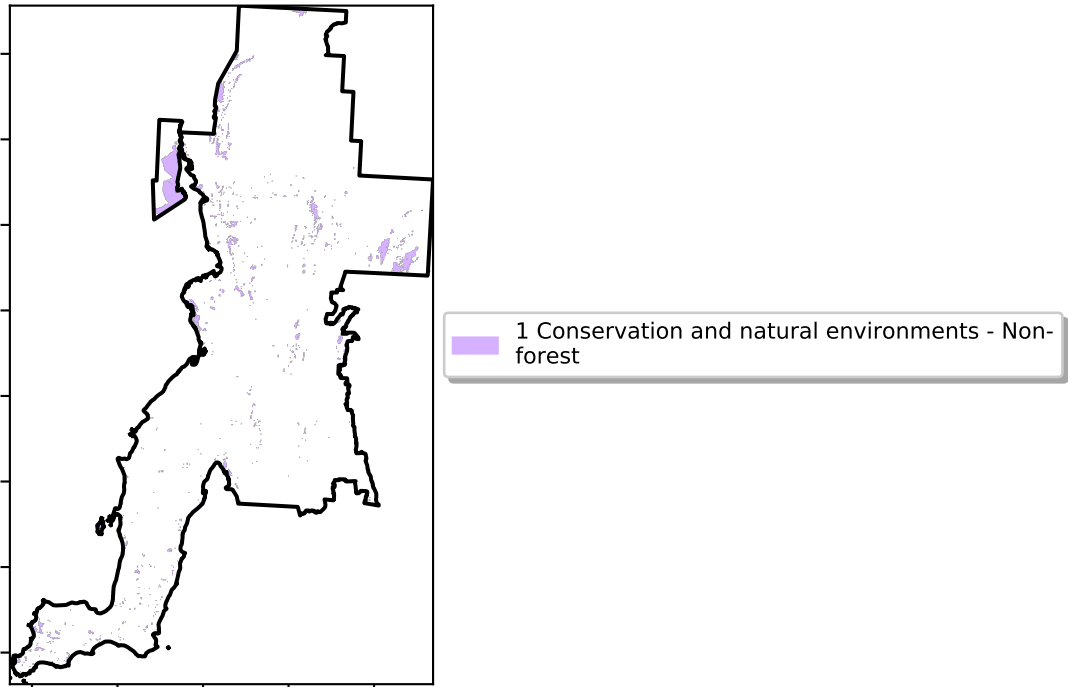 1 Conservation and natural environments - Non-
forest